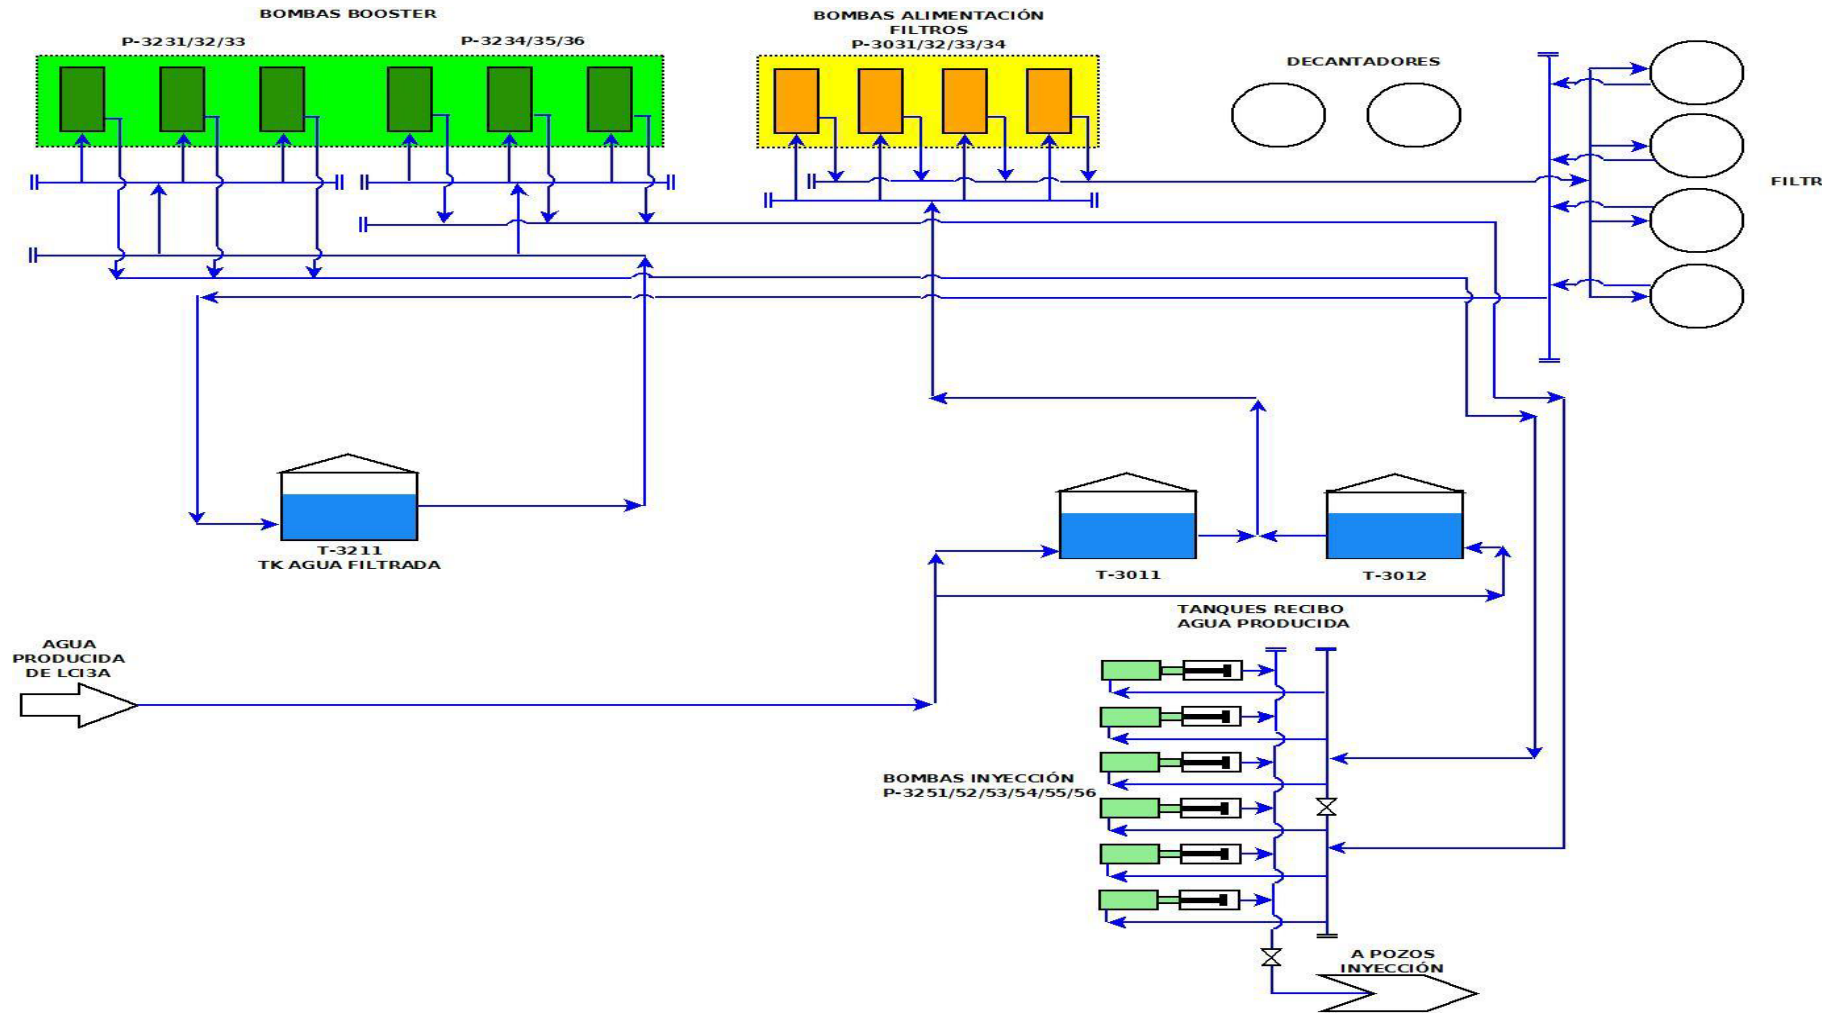 BOMBAS BOOSTER
P-3231/32/33
P-3234/35/36
BOMBAS ALIMENTACIÓN
FILTROS
P-3031/32/33/34
DECANTADORES
FILTR
T-3211
TK AGUA FILTRADA
T-3011
T-3012
TANQUES RECIBO
AGUA PRODUCIDA
AGUA
PRODUCIDA
DE LCI3A
BOMBAS INYECCIÓN
P-3251/52/53/54/55/56
A POZOS
INYECCIÓN